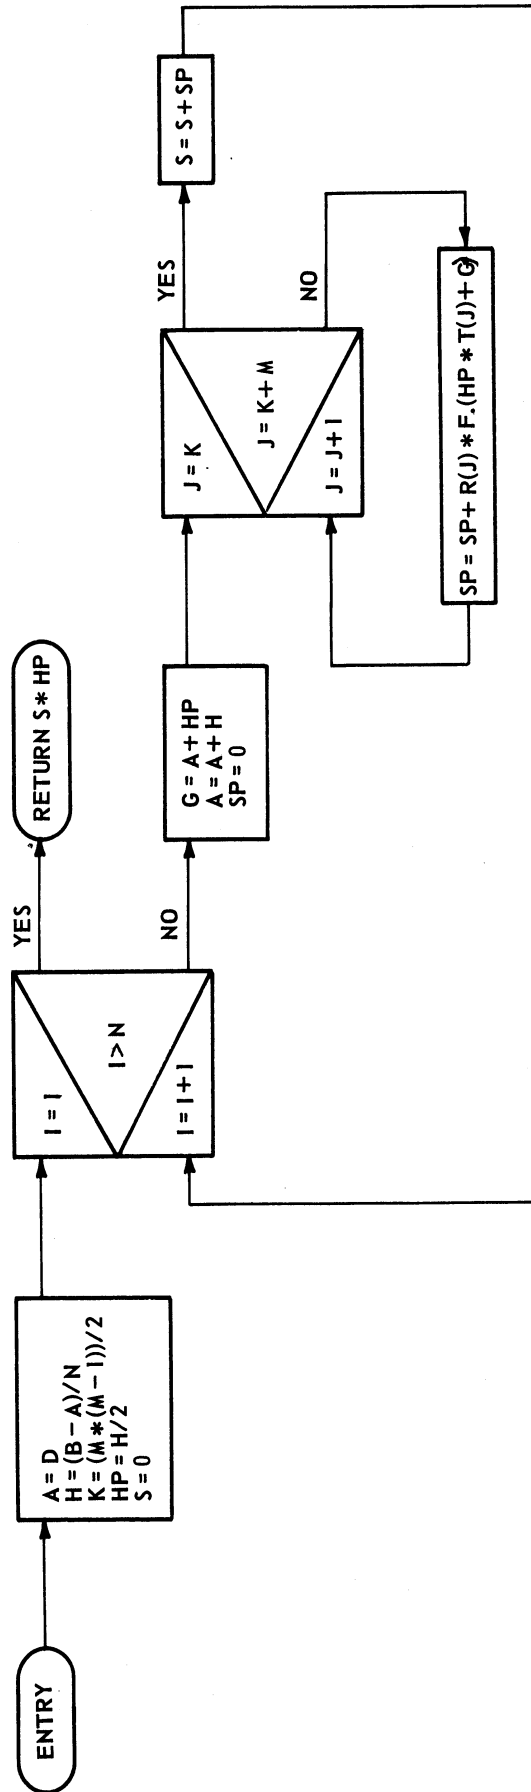 ENTRY
A = D
H = (B - A)/N
K = (M * (M - 1))/2
HP = H/2
S = 0
I = 1
I > N
I = I + 1
YES
NO
RETURN S * HP
G = A + HP
A = A + H
SP = 0
J = K
J = K + M
J = J + 1
YES
NO
S = S + SP
SP = SP + R(J) * F.(HP * T(J) + G)